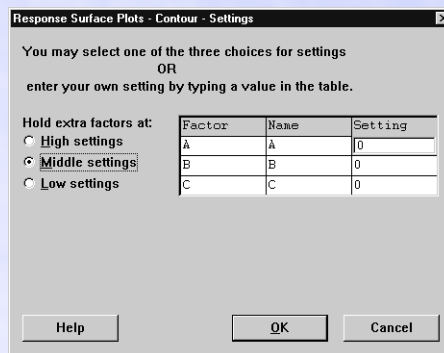 Response Surface Plots - Contour - Settings
You may select one of the three choices for settings
OR
enter your own setting by typing a value in the table.
Hold extra factors at:
High settings
Middle settings
Low settings
Factor Name Setting
A A 0
B B 0
C C 0
Help OK Cancel